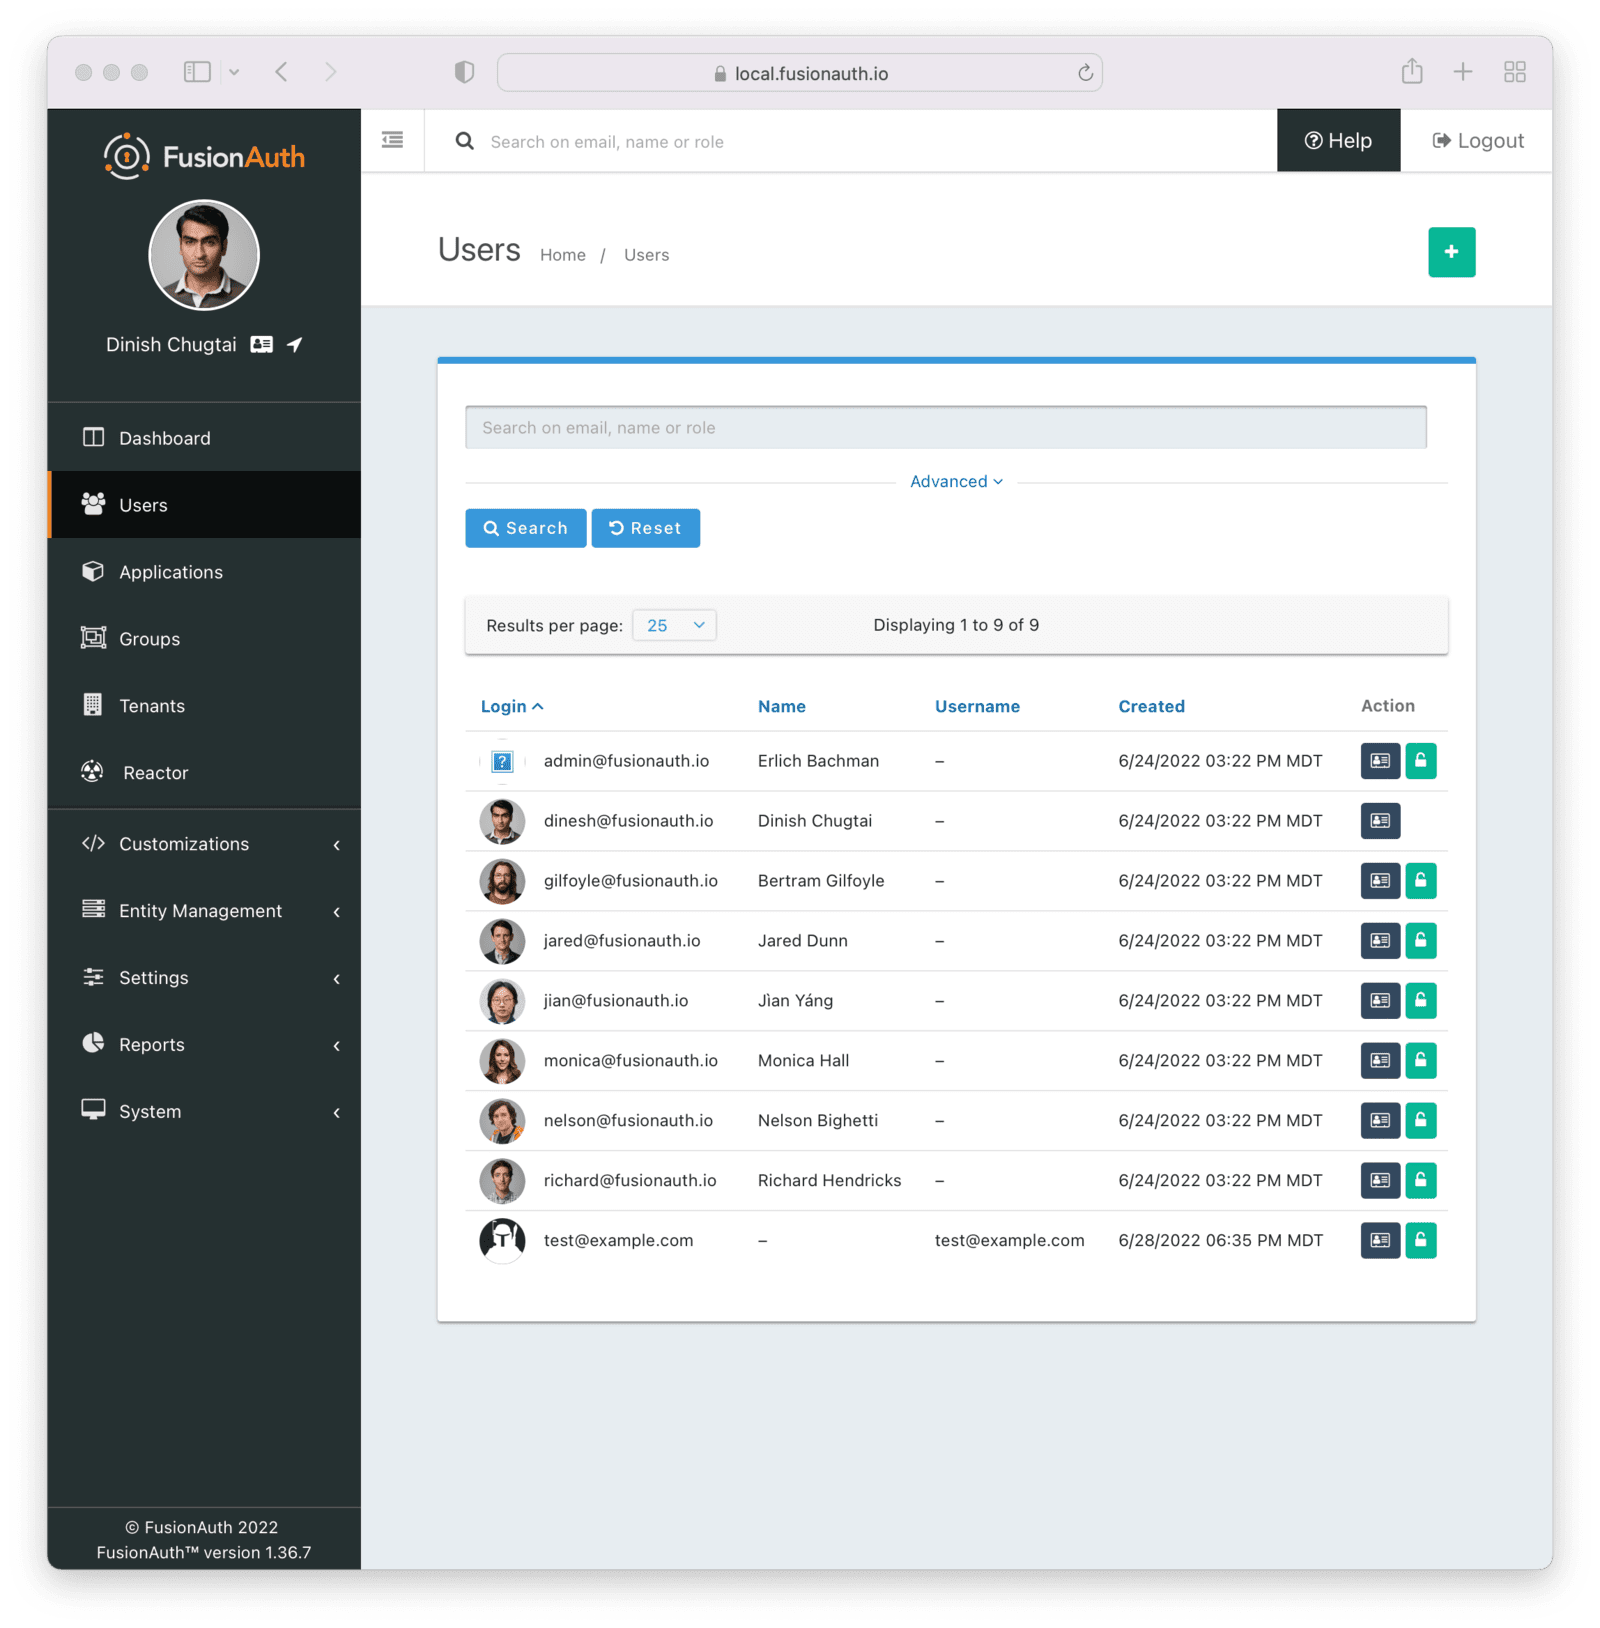 local.fusionauth.io
FusionAuth
Search on email, name or role
Help
Logout
Dinish Chugtai
Dashboard
Users
Applications
Groups
Tenants
Reactor
Customizations
Entity Management
Settings
Reports
System
© FusionAuth 2022
FusionAuth™ version 1.36.7
Users Home / Users
+
Search on email, name or role
Advanced
Search Reset
Results per page: 25 Displaying 1 to 9 of 9
Login Name Username Created Action
? admin@fusionauth.io Erlich Bachman – 6/24/2022 03:22 PM MDT
dinesh@fusionauth.io Dinish Chugtai – 6/24/2022 03:22 PM MDT
gilfoyle@fusionauth.io Bertram Gilfoyle – 6/24/2022 03:22 PM MDT
jared@fusionauth.io Jared Dunn – 6/24/2022 03:22 PM MDT
jian@fusionauth.io Jìan Yáng – 6/24/2022 03:22 PM MDT
monica@fusionauth.io Monica Hall – 6/24/2022 03:22 PM MDT
nelson@fusionauth.io Nelson Bighetti – 6/24/2022 03:22 PM MDT
richard@fusionauth.io Richard Hendricks – 6/24/2022 03:22 PM MDT
test@example.com – test@example.com 6/28/2022 06:35 PM MDT